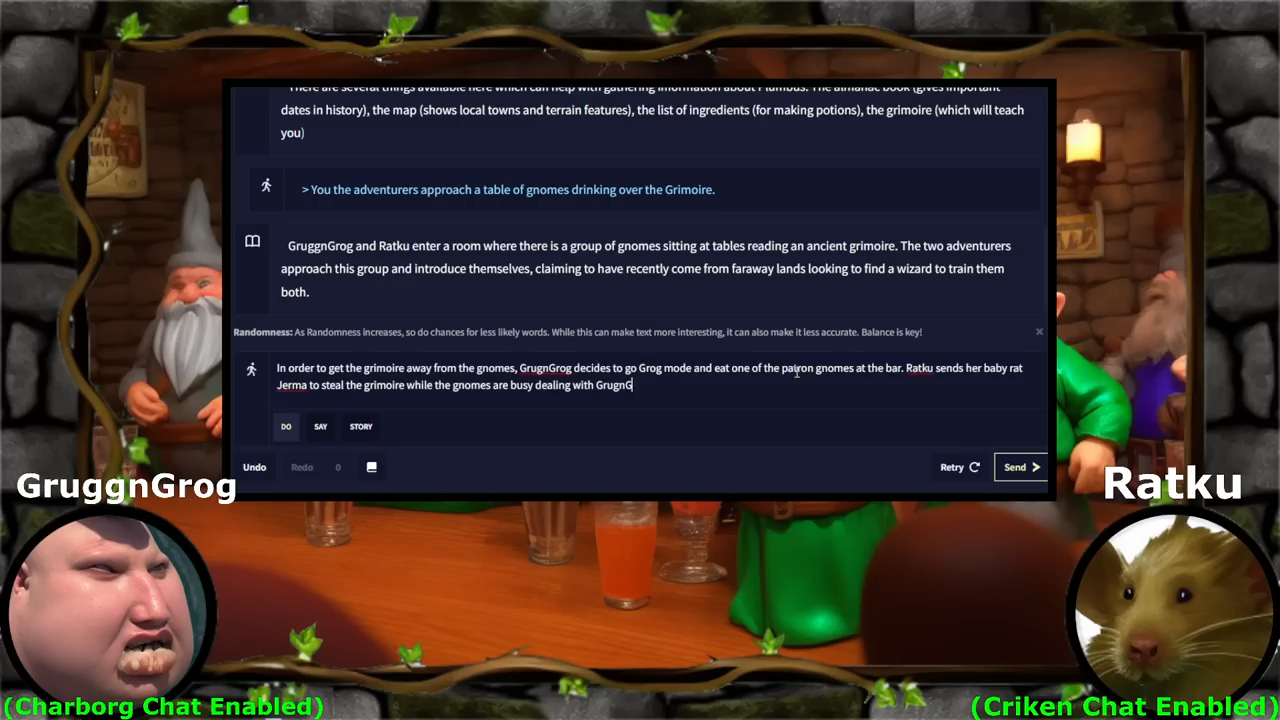 There are several things available here which can help with gathering information about Plumbus. The almanac book (gives important
dates in history), the map (shows local towns and terrain features), the list of ingredients (for making potions), the grimoire (which will teach
you)
> You the adventurers approach a table of gnomes drinking over the Grimoire.
GruggnGrog and Ratku enter a room where there is a group of gnomes sitting at tables reading an ancient grimoire. The two adventurers
approach this group and introduce themselves, claiming to have recently come from faraway lands looking to find a wizard to train them
both.
Randomness: As Randomness increases, so do chances for less likely words. While this can make text more interesting, it can also make it less accurate. Balance is key!
In order to get the grimoire away from the gnomes, GrugnGrog decides to go Grog mode and eat one of the patron gnomes at the bar. Ratku sends her baby rat
Jerma to steal the grimoire while the gnomes are busy dealing with GrugnG
DO SAY STORY
Undo Redo 0 Retry Send
GruggnGrog
Ratku
(Charborg Chat Enabled)
(Criken Chat Enabled)